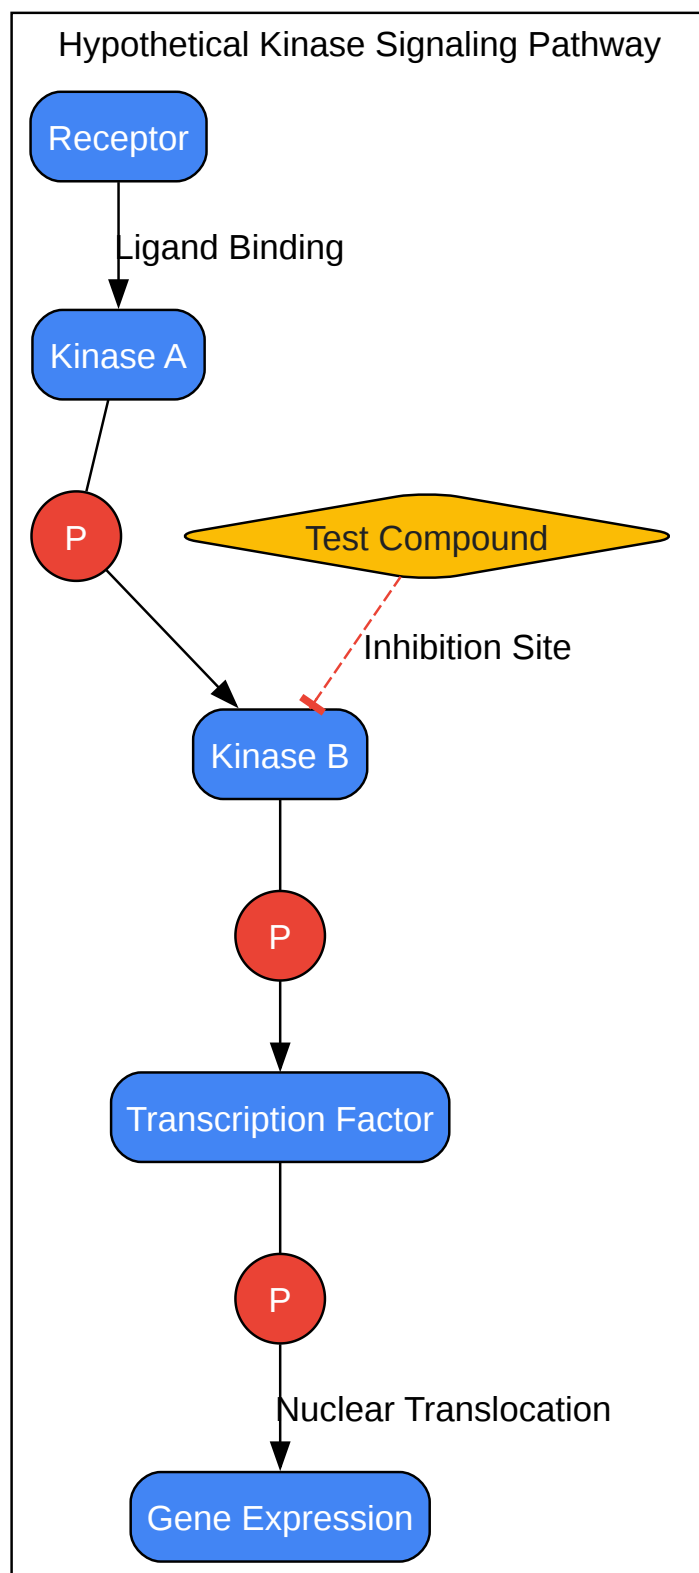 Hypothetical Kinase Signaling Pathway
Receptor
Ligand Binding
Kinase A
P
Test Compound
Inhibition Site
Kinase B
P
Transcription Factor
P
Nuclear Translocation
Gene Expression